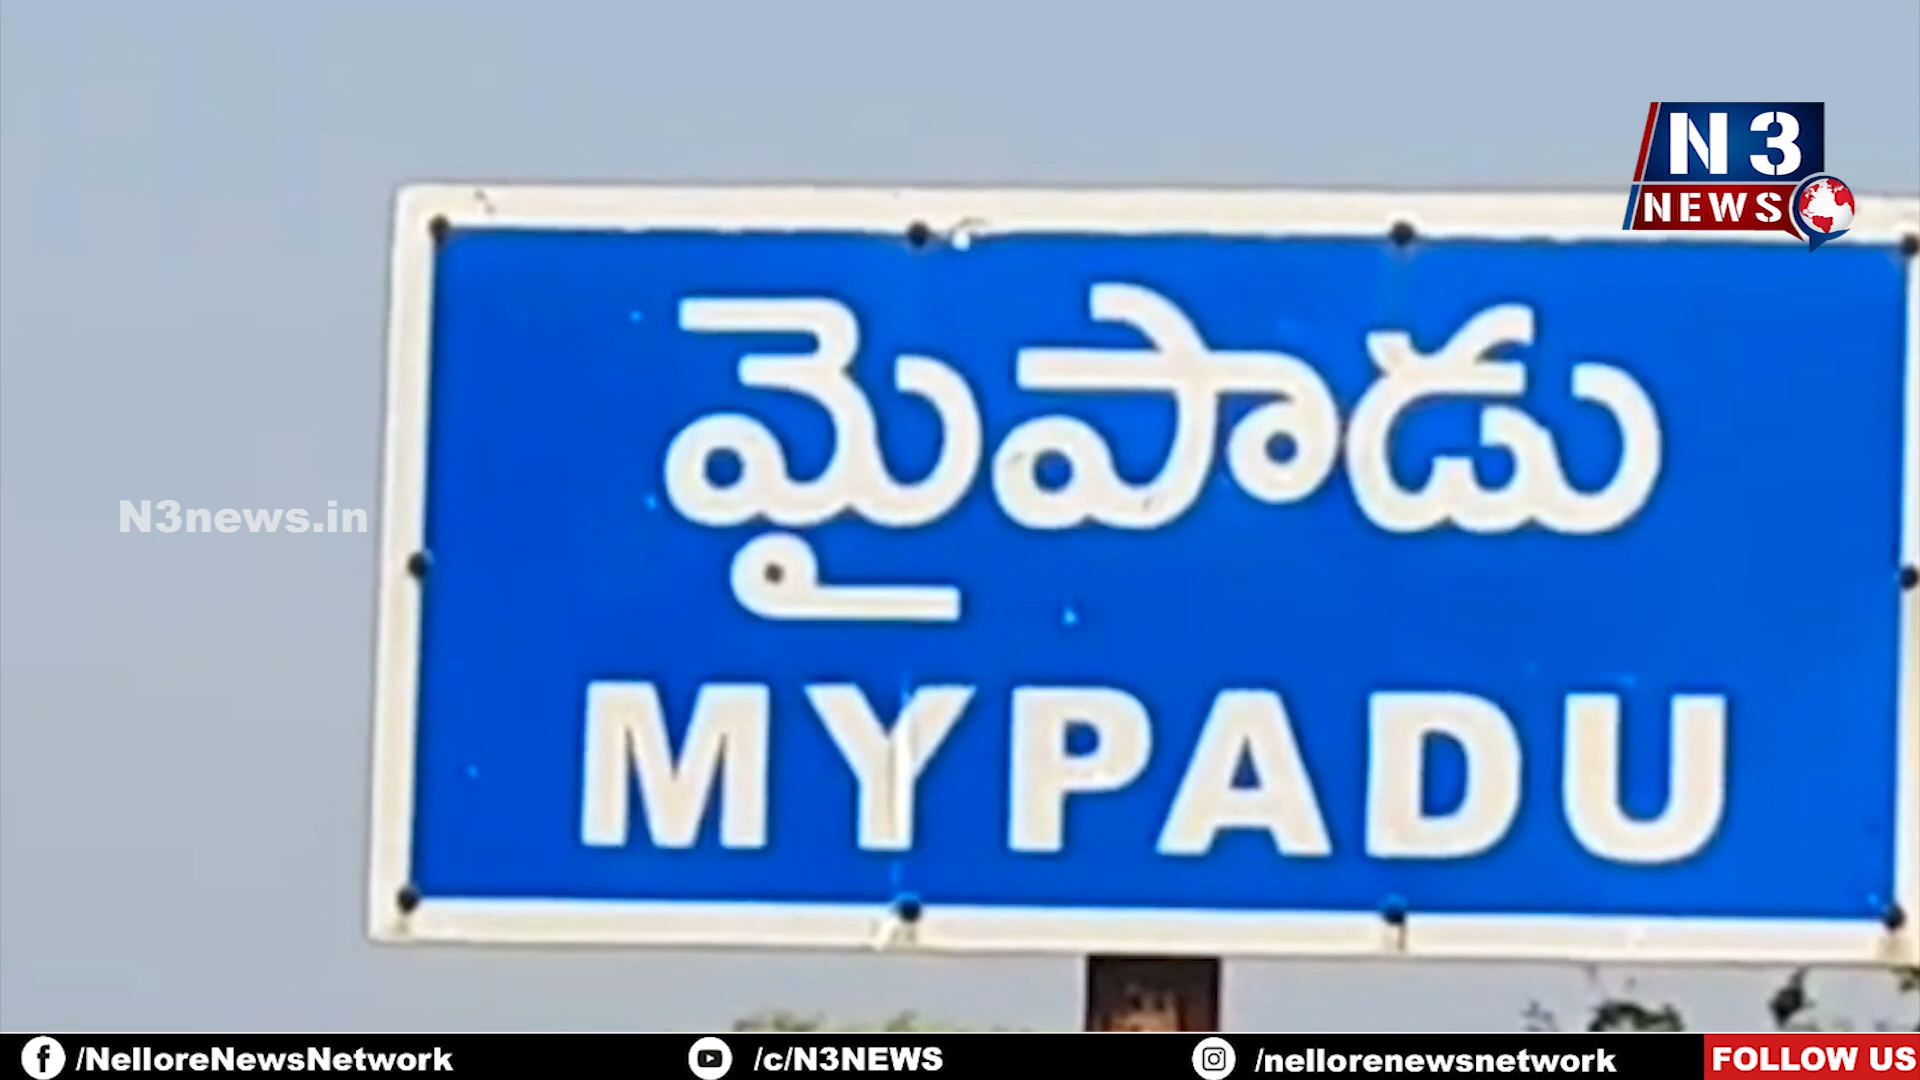 N 3
NEWS
మైపాడు
N3news.in
MYPADU
/NelloreNewsNetwork
/c/N3NEWS
/nellorenewsnetwork
FOLLOW US